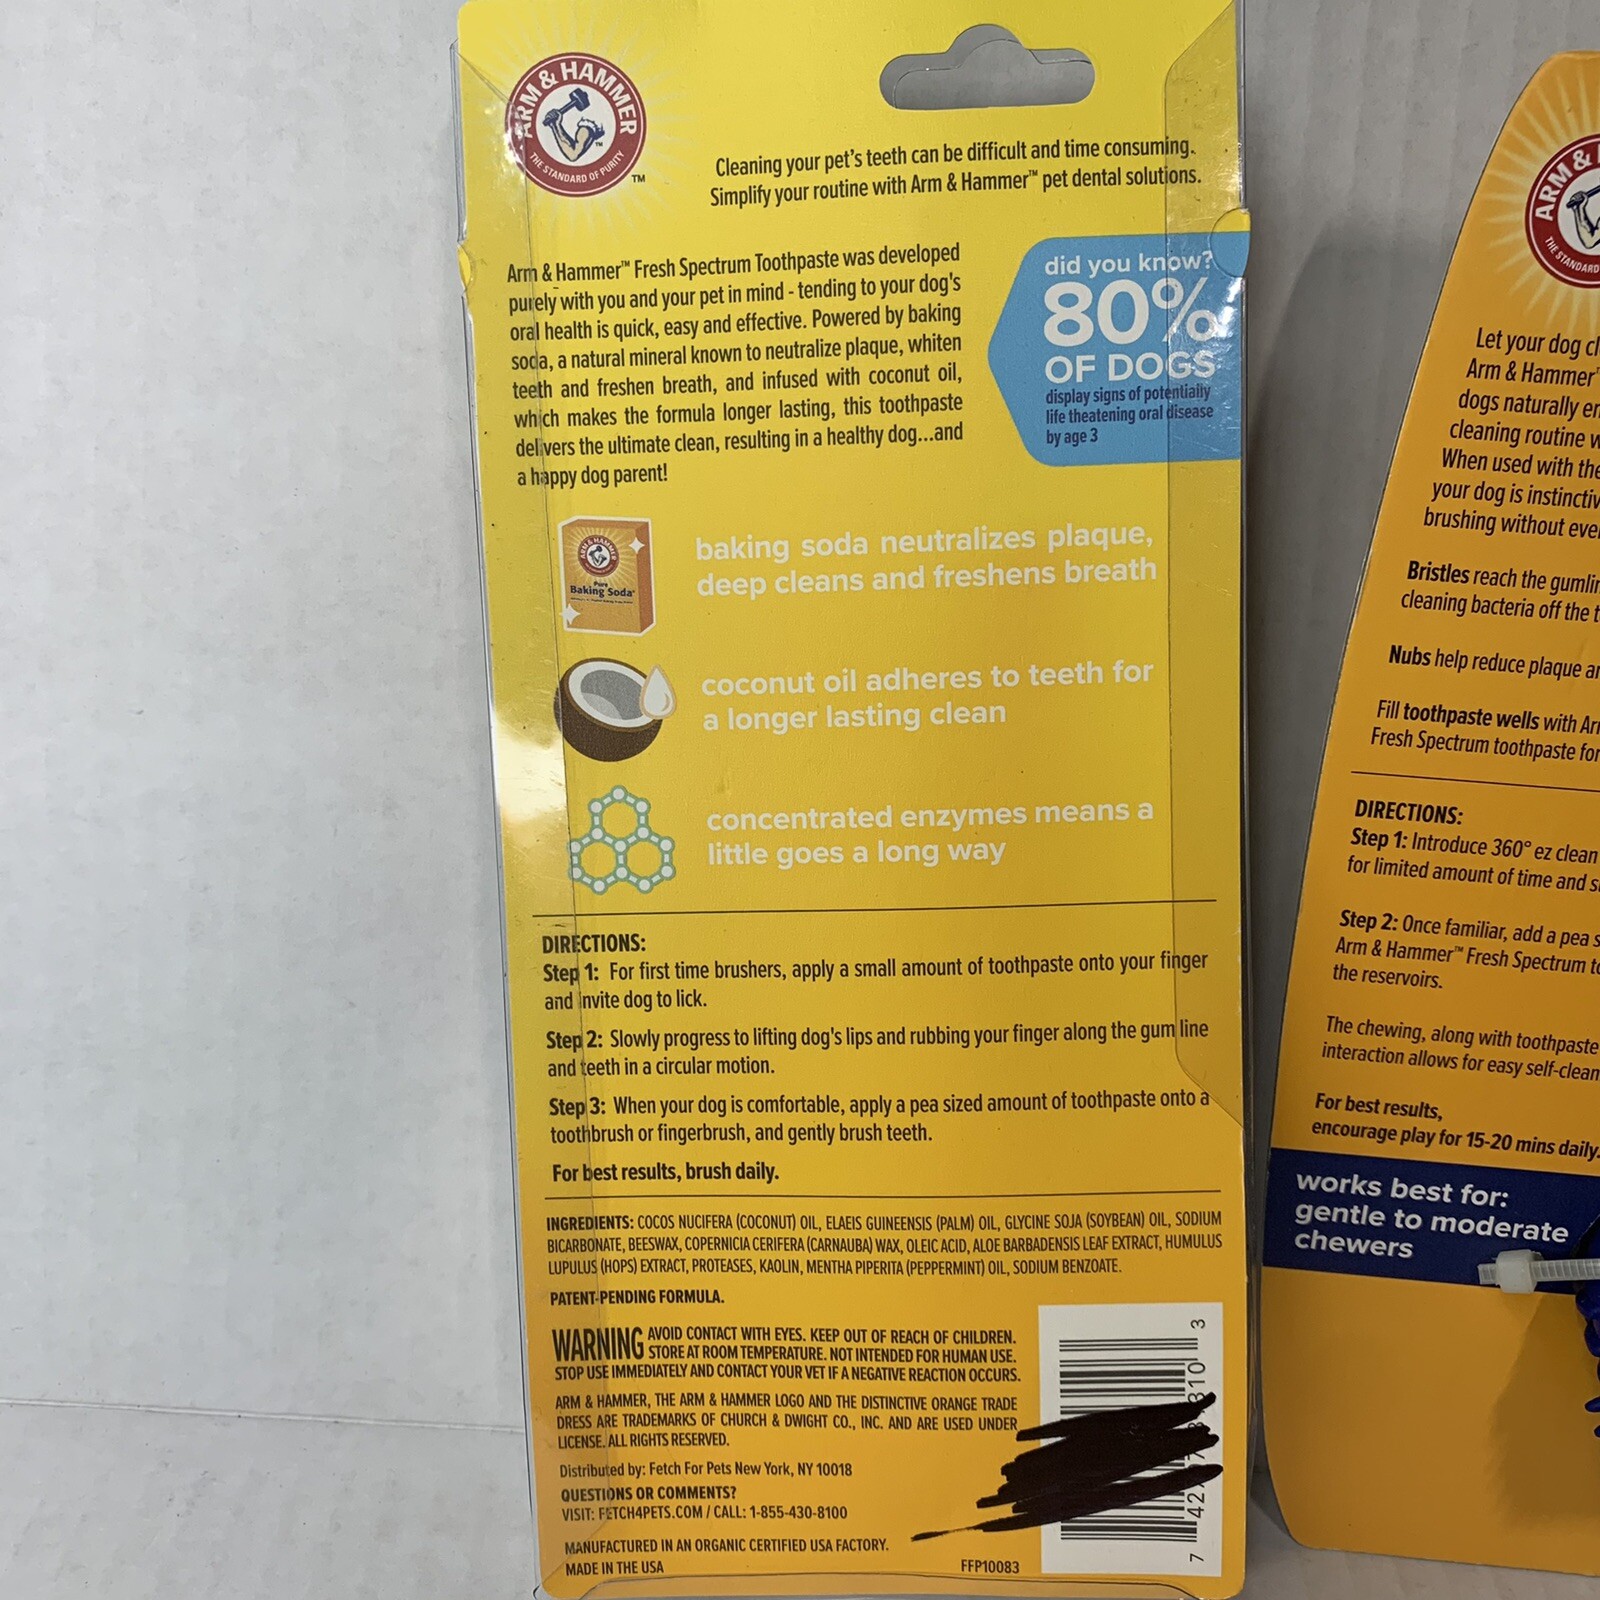 ARM & HAMMER
THE STANDARD OF PURITY
TM
Cleaning your pet's teeth can be difficult and time consuming.
Simplify your routine with Arm & Hammer™ pet dental solutions.
Arm & Hammer™ Fresh Spectrum Toothpaste was developed
purely with you and your pet in mind - tending to your dog's
oral health is quick, easy and effective. Powered by baking
soda, a natural mineral known to neutralize plaque, whiten
teeth and freshen breath, and infused with coconut oil,
which makes the formula longer lasting, this toothpaste
delivers the ultimate clean, resulting in a healthy dog...and
a happy dog parent!
did you know?
80%
OF DOGS
display signs of potentially
life theatening oral disease
by age 3
ARM & HAMMER
Pure
Baking Soda
baking soda neutralizes plaque,
deep cleans and freshens breath
coconut oil adheres to teeth for
a longer lasting clean
concentrated enzymes means a
little goes a long way
DIRECTIONS:
Step 1: For first time brushers, apply a small amount of toothpaste onto your finger
and invite dog to lick.
Step 2: Slowly progress to lifting dog's lips and rubbing your finger along the gum line
and teeth in a circular motion.
Step 3: When your dog is comfortable, apply a pea sized amount of toothpaste onto a
toothbrush or fingerbrush, and gently brush teeth.
For best results, brush daily.
INGREDIENTS: COCOS NUCIFERA (COCONUT) OIL, ELAEIS GUINEENSIS (PALM) OIL, GLYCINE SOJA (SOYBEAN) OIL, SODIUM
BICARBONATE, BEESWAX, COPERNICIA CERIFERA (CARNAUBA) WAX, OLEIC ACID, ALOE BARBADENSIS LEAF EXTRACT, HUMULUS
LUPULUS (HOPS) EXTRACT, PROTEASES, KAOLIN, MENTHA PIPERITA (PEPPERMINT) OIL, SODIUM BENZOATE.
PATENT-PENDING FORMULA.
WARNING AVOID CONTACT WITH EYES. KEEP OUT OF REACH OF CHILDREN.
STORE AT ROOM TEMPERATURE. NOT INTENDED FOR HUMAN USE.
STOP USE IMMEDIATELY AND CONTACT YOUR VET IF A NEGATIVE REACTION OCCURS.
ARM & HAMMER, THE ARM & HAMMER LOGO AND THE DISTINCTIVE ORANGE TRADE
DRESS ARE TRADEMARKS OF CHURCH & DWIGHT CO., INC. AND ARE USED UNDER
LICENSE. ALL RIGHTS RESERVED.
Distributed by: Fetch For Pets New York, NY 10018
QUESTIONS OR COMMENTS?
VISIT: FETCH4PETS.COM / CALL: 1-855-430-8100
MANUFACTURED IN AN ORGANIC CERTIFIED USA FACTORY.
MADE IN THE USA
FFP10083
ARM &
THE STANDARD
Let your dog
Arm & Hammer
dogs naturally
cleaning routine
When used with
your dog is
brushing without
Bristles reach the
cleaning bacteria off the
Nubs help reduce plaque
Fill toothpaste wells with
Fresh Spectrum toothpaste
DIRECTIONS:
Step 1: Introduce 360° ez clean
for limited amount of time and
Step 2: Once familiar, add a pea
Arm & Hammer™ Fresh Spectrum
the reservoirs.
The chewing, along with toothpaste
interaction allows for easy
For best results,
encourage play for 15-20 mins daily.
works best for:
gentle to moderate
chewers